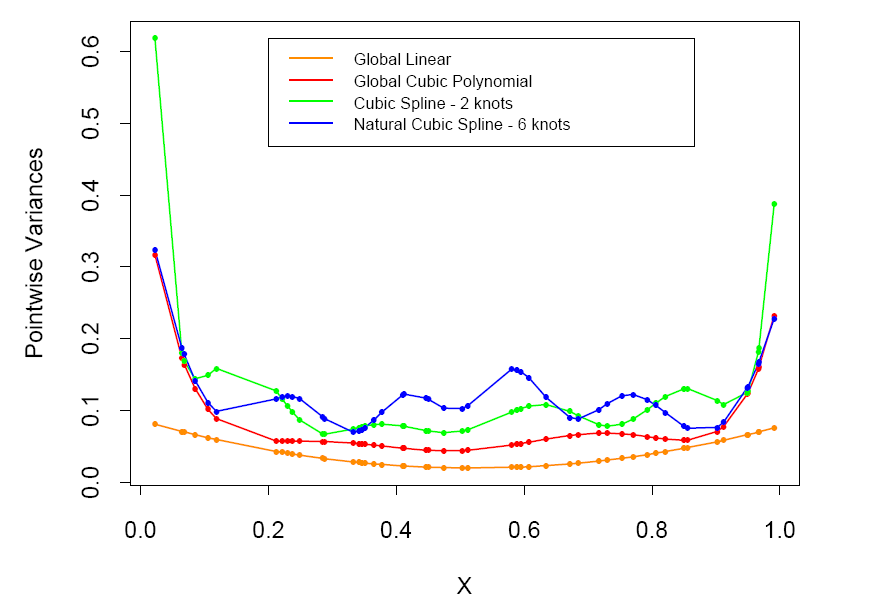 Global Linear
Global Cubic Polynomial
Cubic Spline - 2 knots
Natural Cubic Spline - 6 knots
Pointwise Variances
0.6
0.5
0.4
0.3
0.2
0.1
0.0
0.0 0.2 0.4 0.6 0.8 1.0
X